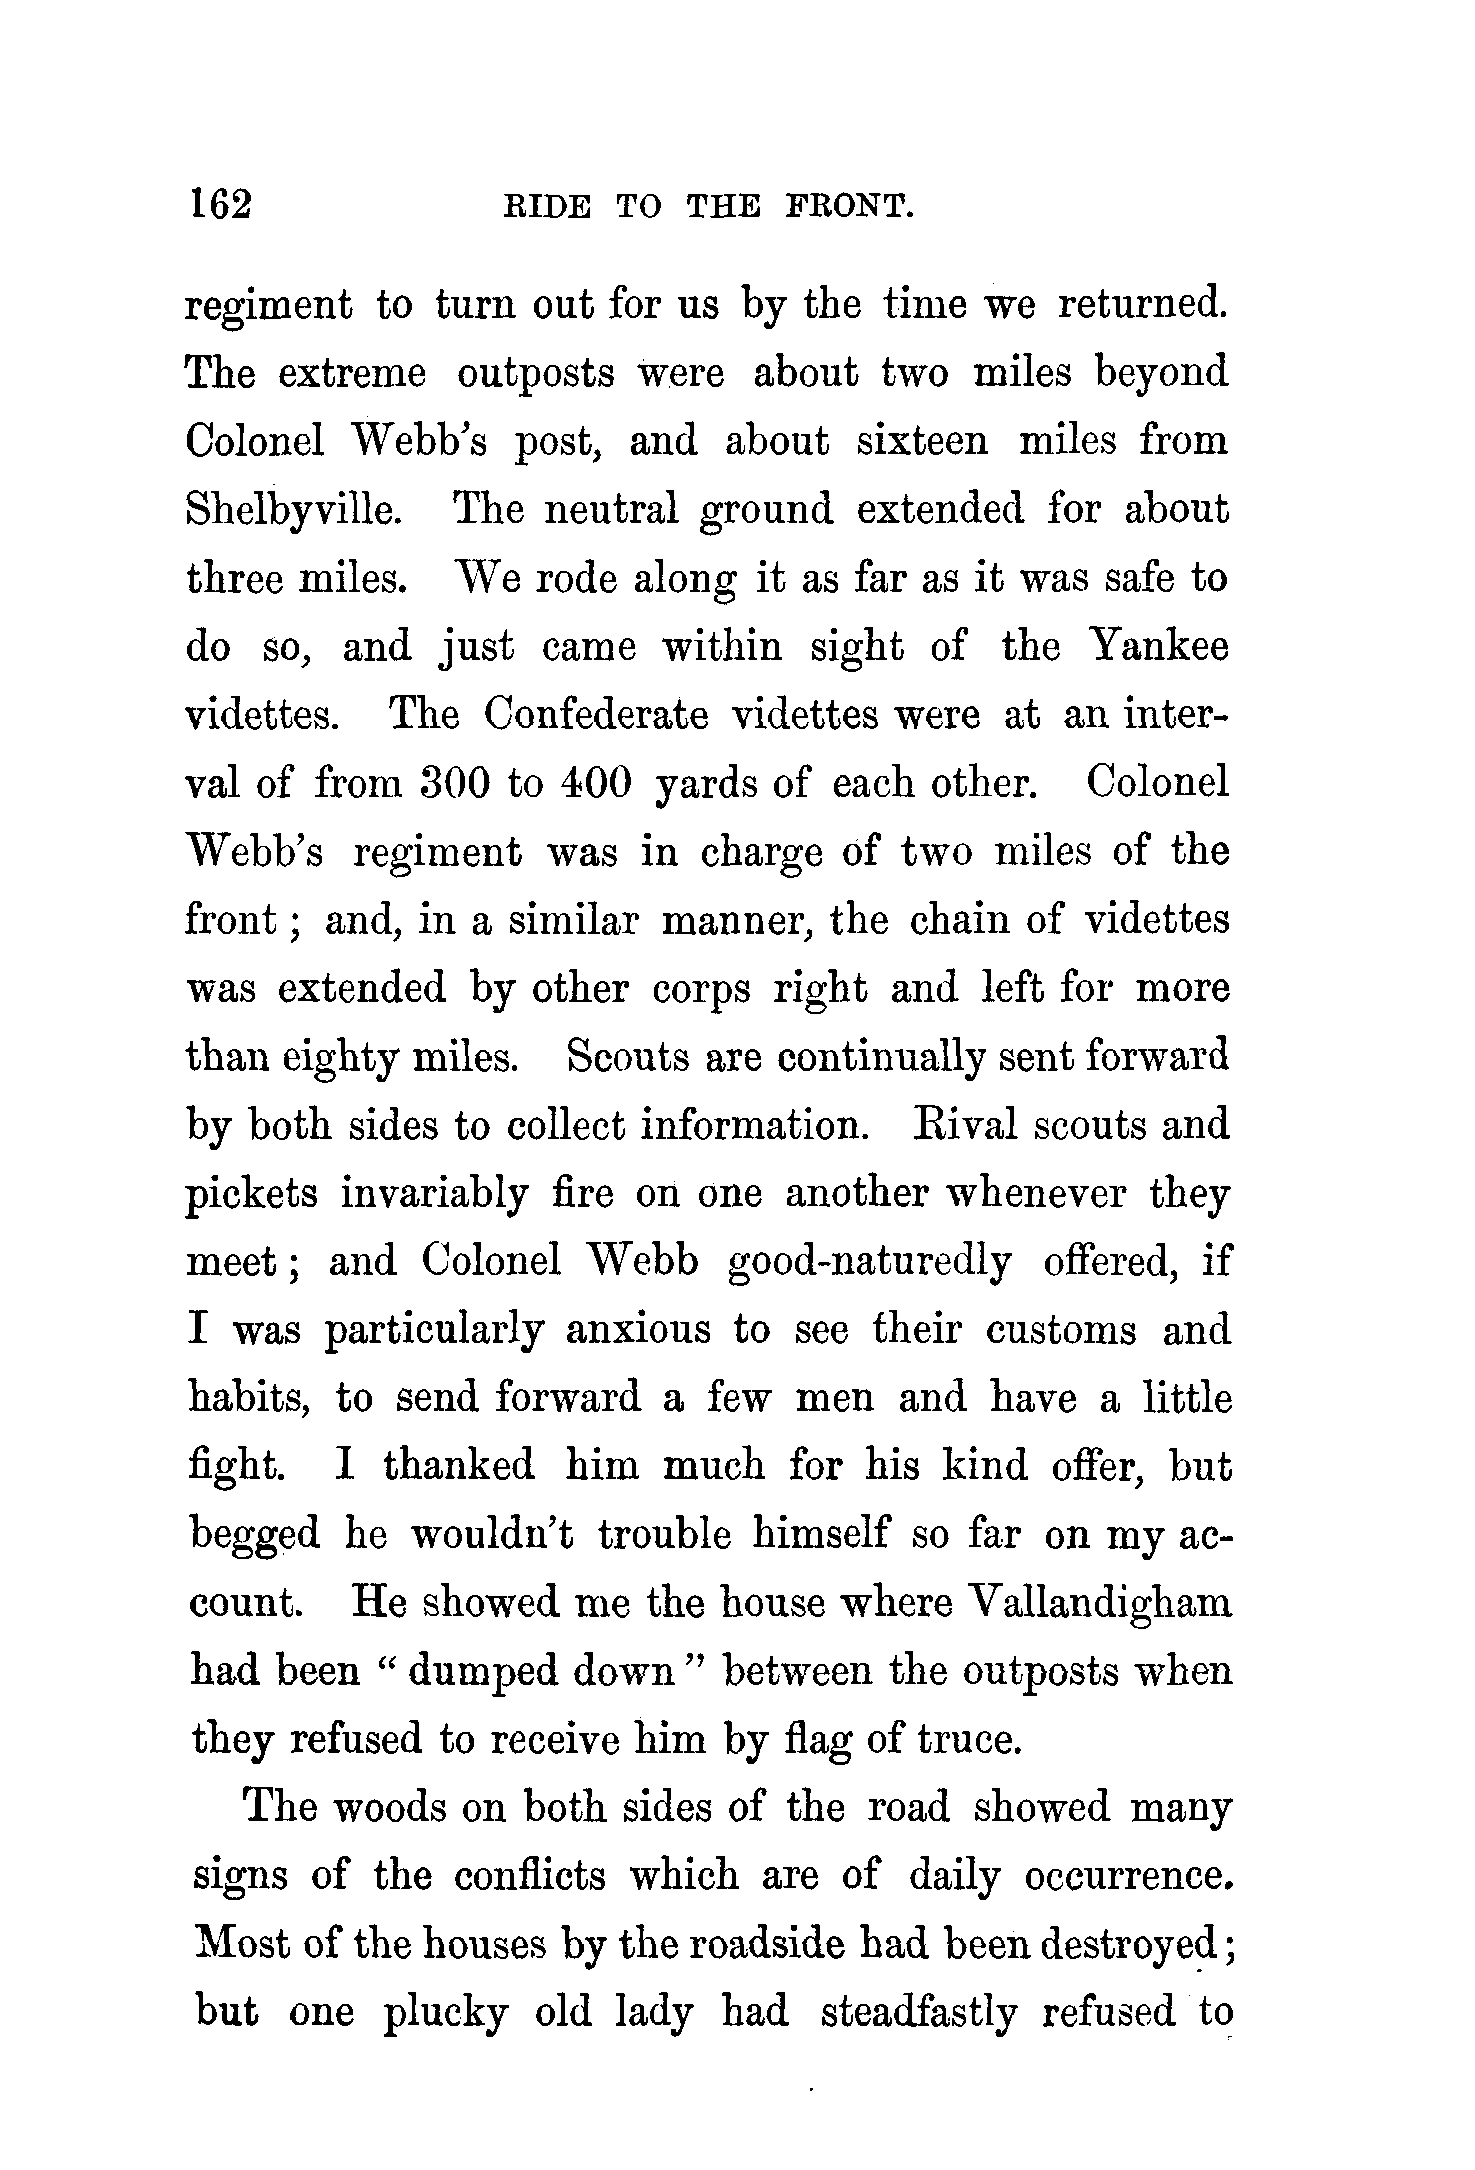 162 RIDE TO THE FRONT.
regiment to turn out for us by the time we returned.
The extreme outposts were about two miles beyond
Colonel Webb's post, and about sixteen miles from
Shelbyville. The neutral ground extended for about
three miles. We rode along it as far as it was safe to
do so, and just came within sight of the Yankee
videttes. The Confederate videttes were at an inter-
val of from 300 to 400 yards of each other. Colonel
Webb's regiment was in charge of two miles of the
front ; and, in a similar manner, the chain of videttes
was extended by other corps right and left for more
than eighty miles. Scouts are continually sent forward
by both sides to collect information. Rival scouts and
pickets invariably fire on one another whenever they
meet ; and Colonel Webb good-naturedly offered, if
I was particularly anxious to see their customs and
habits, to send forward a few men and have a little
fight. I thanked him much for his kind offer, but
begged he wouldn't trouble himself so far on my ac-
count. He showed me the house where Vallandigham
had been “ dumped down ” between the outposts when
they refused to receive him by flag of truce.
The woods on both sides of the road showed many
signs of the conflicts which are of daily occurrence.
Most of the houses by the roadside had been destroyed ;
but one plucky old lady had steadfastly refused to